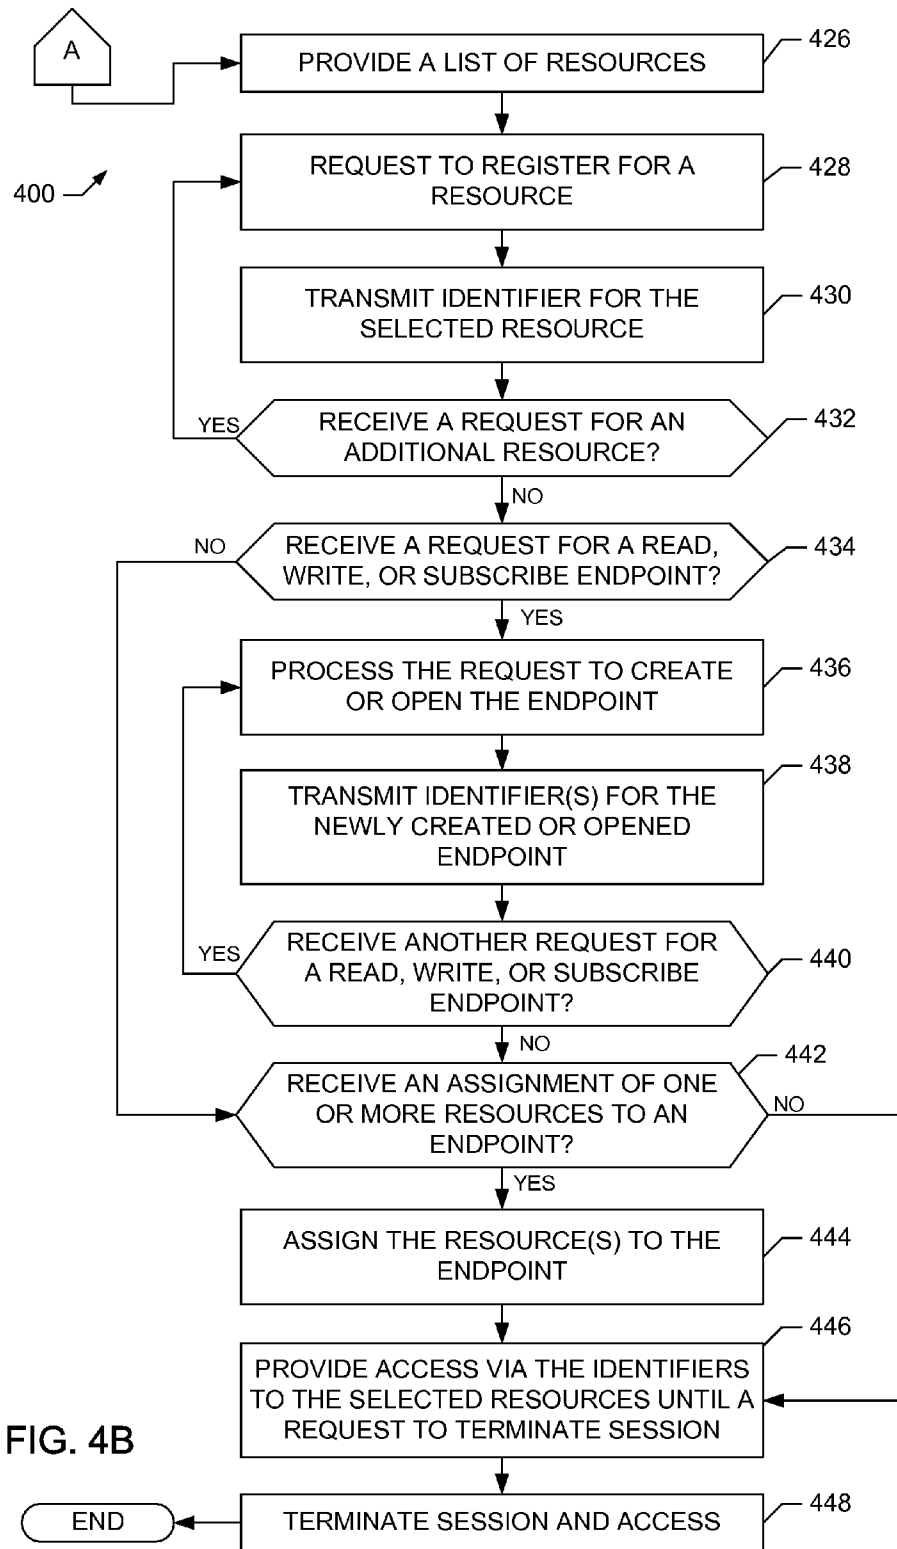 A
PROVIDE A LIST OF RESOURCES
426
400
REQUEST TO REGISTER FOR A
RESOURCE
428
TRANSMIT IDENTIFIER FOR THE
SELECTED RESOURCE
430
YES
RECEIVE A REQUEST FOR AN
ADDITIONAL RESOURCE?
432
NO
NO
RECEIVE A REQUEST FOR A READ,
WRITE, OR SUBSCRIBE ENDPOINT?
434
YES
PROCESS THE REQUEST TO CREATE
OR OPEN THE ENDPOINT
436
TRANSMIT IDENTIFIER(S) FOR THE
NEWLY CREATED OR OPENED
ENDPOINT
438
YES
RECEIVE ANOTHER REQUEST FOR
A READ, WRITE, OR SUBSCRIBE
ENDPOINT?
440
NO
RECEIVE AN ASSIGNMENT OF ONE
OR MORE RESOURCES TO AN
ENDPOINT?
442
NO
YES
ASSIGN THE RESOURCE(S) TO THE
ENDPOINT
444
PROVIDE ACCESS VIA THE IDENTIFIERS
TO THE SELECTED RESOURCES UNTIL A
REQUEST TO TERMINATE SESSION
446
FIG. 4B
END
TERMINATE SESSION AND ACCESS
448